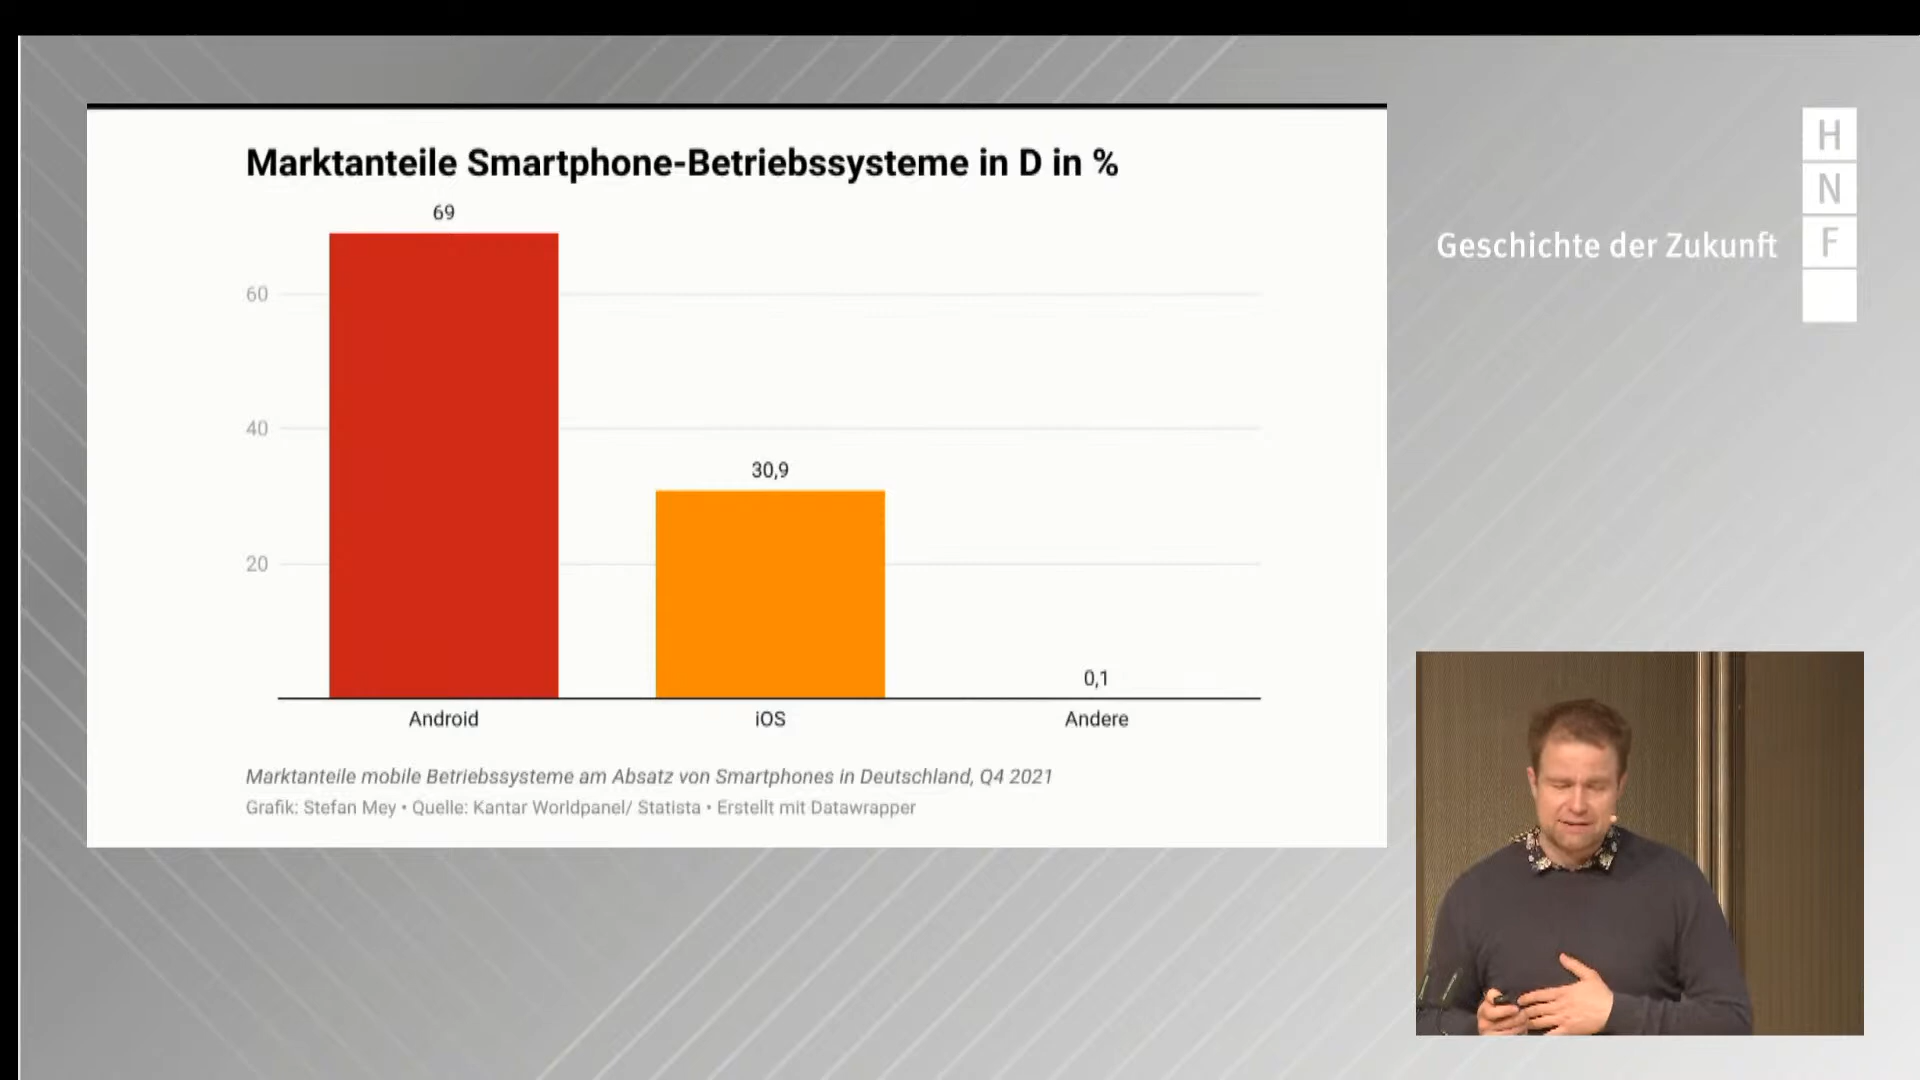 Marktanteile Smartphone-Betriebssysteme in D in %
69
60
40
30,9
20
0,1
Android
iOS
Andere
Marktanteile mobile Betriebssysteme am Absatz von Smartphones in Deutschland, Q4 2021
Grafik: Stefan Mey • Quelle: Kantar Worldpanel/ Statista • Erstellt mit Datawrapper
Geschichte der Zukunft
H
N
F